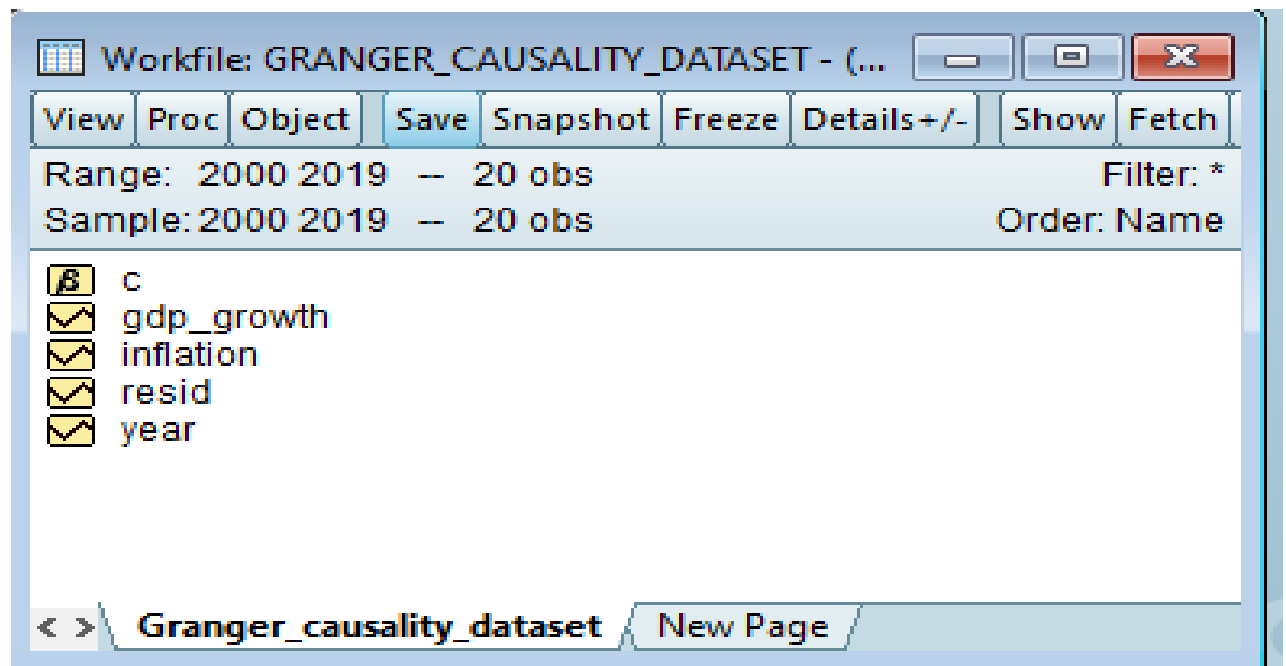 Workfile: GRANGER_CAUSALITY_DATASET - (...
View Proc Object Save Snapshot Freeze Details+/- Show Fetch
Range: 2000 2019 -- 20 obs Filter: *
Sample: 2000 2019 -- 20 obs Order: Name
β c
gdp_growth
inflation
resid
year
< > Granger_causality_dataset New Page